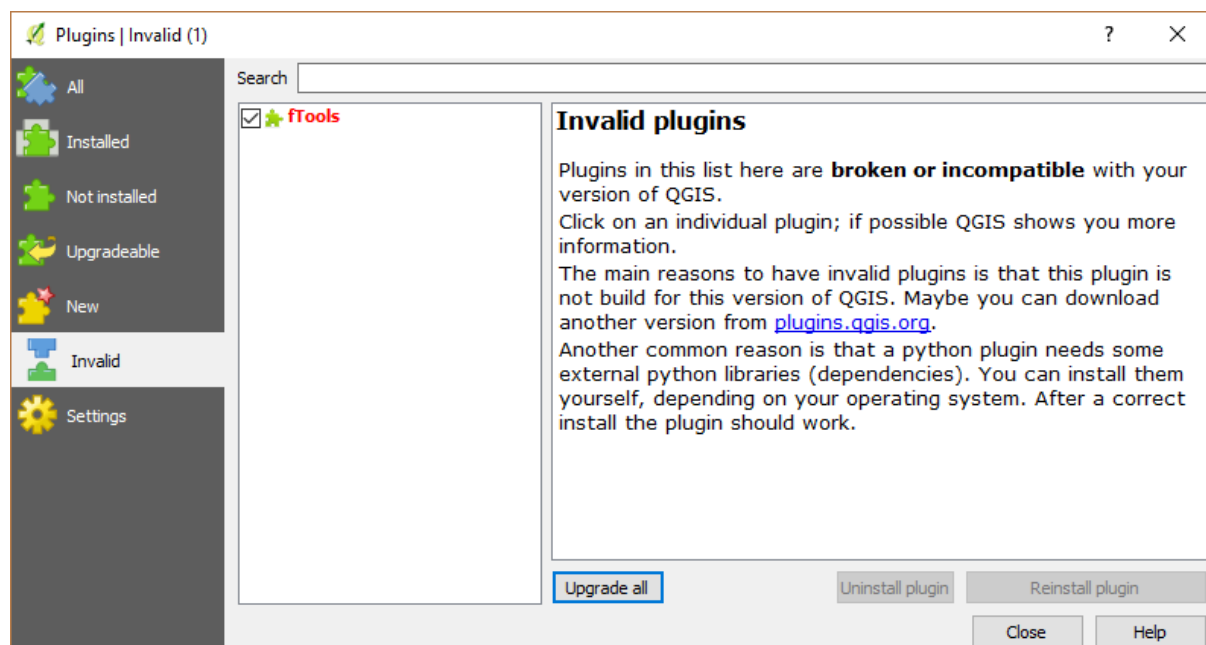 Plugins | Invalid (1)
?
All
Installed
Not installed
Upgradeable
New
Invalid
Settings
Search
fTools
Invalid plugins
Plugins in this list here are broken or incompatible with your
version of QGIS.
Click on an individual plugin; if possible QGIS shows you more
information.
The main reasons to have invalid plugins is that this plugin is
not build for this version of QGIS. Maybe you can download
another version from plugins.qgis.org.
Another common reason is that a python plugin needs some
external python libraries (dependencies). You can install them
yourself, depending on your operating system. After a correct
install the plugin should work.
Upgrade all
Uninstall plugin
Reinstall plugin
Close
Help